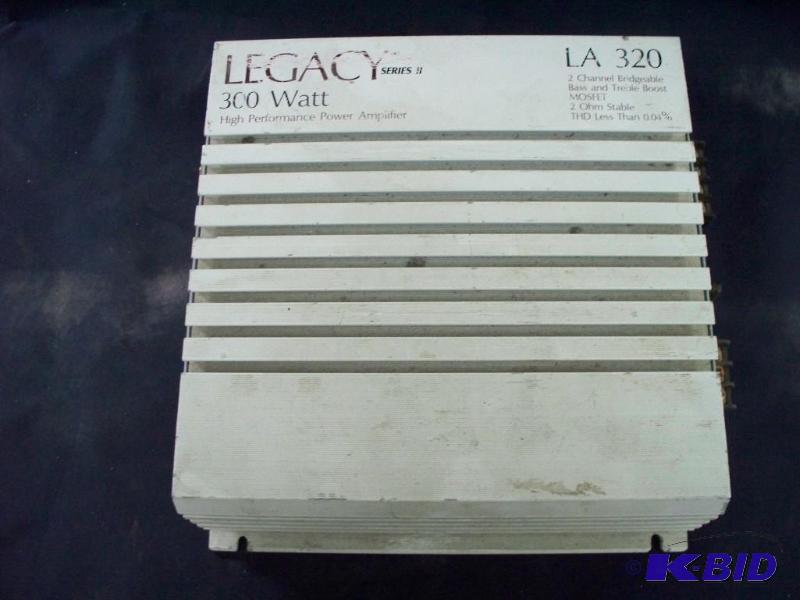 LEGACY SERIES II
300 Watt
High Performance Power Amplifier
LA 320
2 Channel Bridgeable
Bass and Treble Boost
MOSFET
2 Ohm Stable
THD Less Than 0.04%
© K-BID